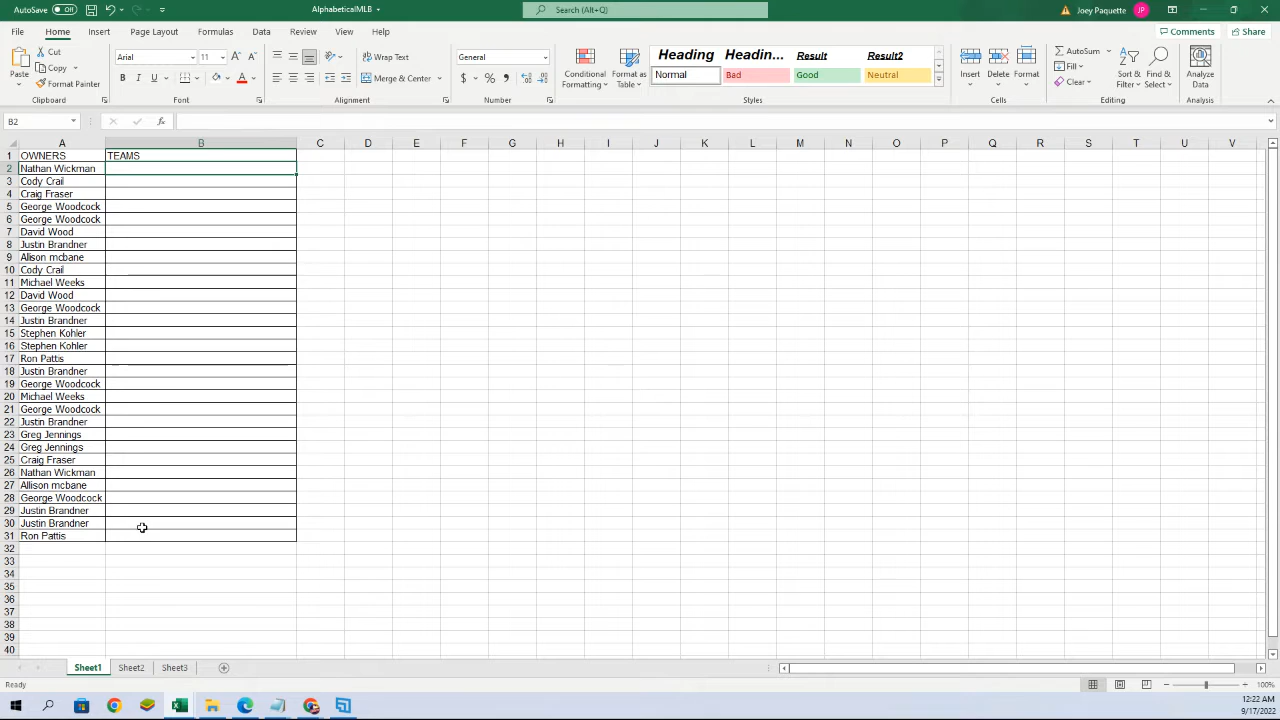 AutoSave Off AlphabeticalMLB Search (Alt+Q) Joey Paquette JP
File Home Insert Page Layout Formulas Data Review View Help Comments Share
Paste Cut Copy Format Painter Clipboard
Arial 11 B I U A Font
Wrap Text Merge & Center Alignment
General $ % Number
Conditional Formatting Format as Table
Heading Headin... Result Result2
Normal Bad Good Neutral Styles
Insert Delete Format Cells
AutoSum Fill Clear Sort & Filter Find & Select Editing
Analyze Data Analysis
B2 fx
A B C D E F G H I J K L M N O P Q R S T U V W
1 OWNERS TEAMS
2 Nathan Wickman
3 Cody Crail
4 Craig Fraser
5 George Woodcock
6 George Woodcock
7 David Wood
8 Justin Brandner
9 Alison mcbane
10 Cody Crail
11 Michael Weeks
12 David Wood
13 George Woodcock
14 Justin Brandner
15 Stephen Kohler
16 Stephen Kohler
17 Ron Pattis
18 Justin Brandner
19 George Woodcock
20 Michael Weeks
21 George Woodcock
22 Justin Brandner
23 Greg Jennings
24 Greg Jennings
25 Craig Fraser
26 Nathan Wickman
27 Allison mcbane
28 George Woodcock
29 Justin Brandner
30 Justin Brandner
31 Ron Pattis
32
33
34
35
36
37
38
39
40
Sheet1 Sheet2 Sheet3
Ready 100%
12:22 AM
9/17/2022